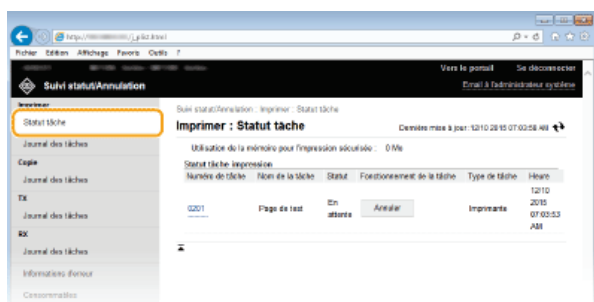 http:// /j_plist.html
Fichier Edition Affichage Favoris Outils ?
Vers le portail Se déconnecter
Suivi statut/Annulation
Email à l'administrateur système
Imprimer
Statut tâche
Journal des tâches
Copie
Journal des tâches
TX
Journal des tâches
RX
Journal des tâches
Informations d'erreur
Consommables
Suivi statut/Annulation : Imprimer : Statut tâche
Imprimer : Statut tâche
Dernière mise à jour: 12/10 2015 07:03:58 AM
Utilisation de la mémoire pour l'impression sécurisée : 0 Mo
Statut tâche impression
Numéro de tâche Nom de la tâche Statut Fonctionnement de la tâche Type de tâche Heure
0201 Page de test En attente Annuler Imprimante 12/10 2015 07:03:53 AM